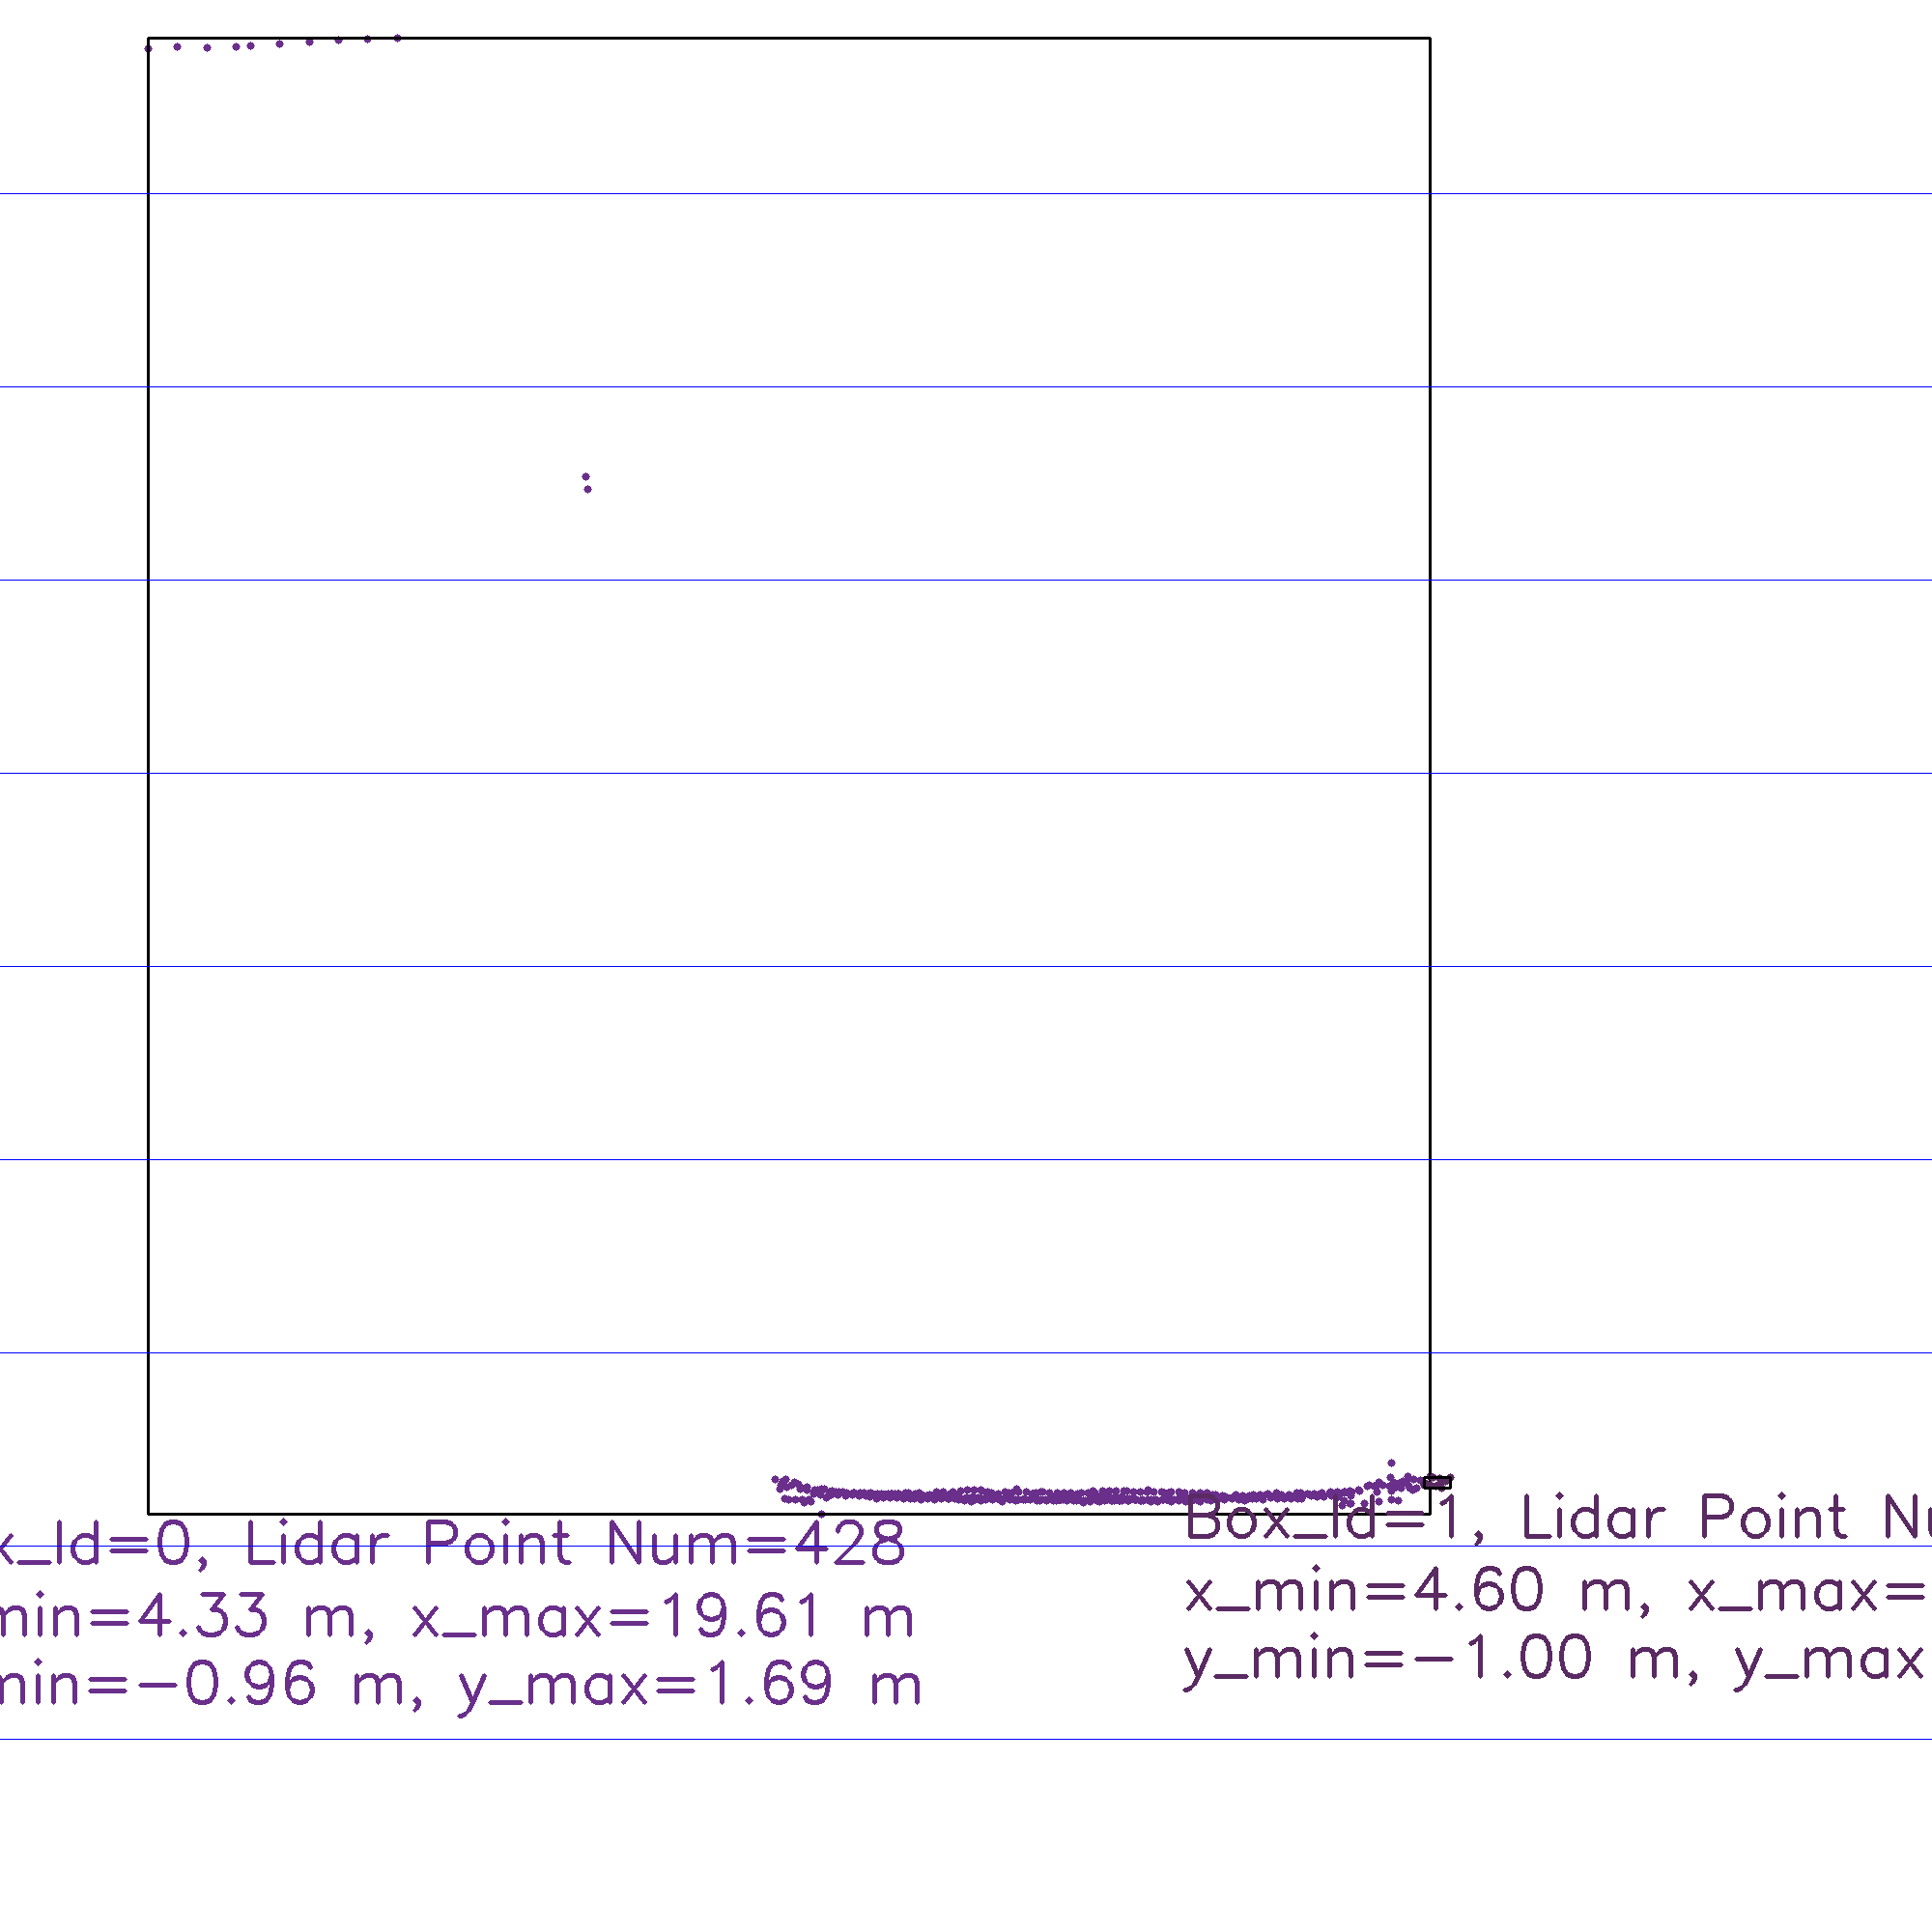 x_Id=0, Lidar Point Num=428
min=4.33 m, x_max=19.61 m
min=-0.96 m, y_max=1.69 m
Box_Id=1, Lidar Point Nu
x_min=4.60 m, x_max=
y_min=-1.00 m, y_max